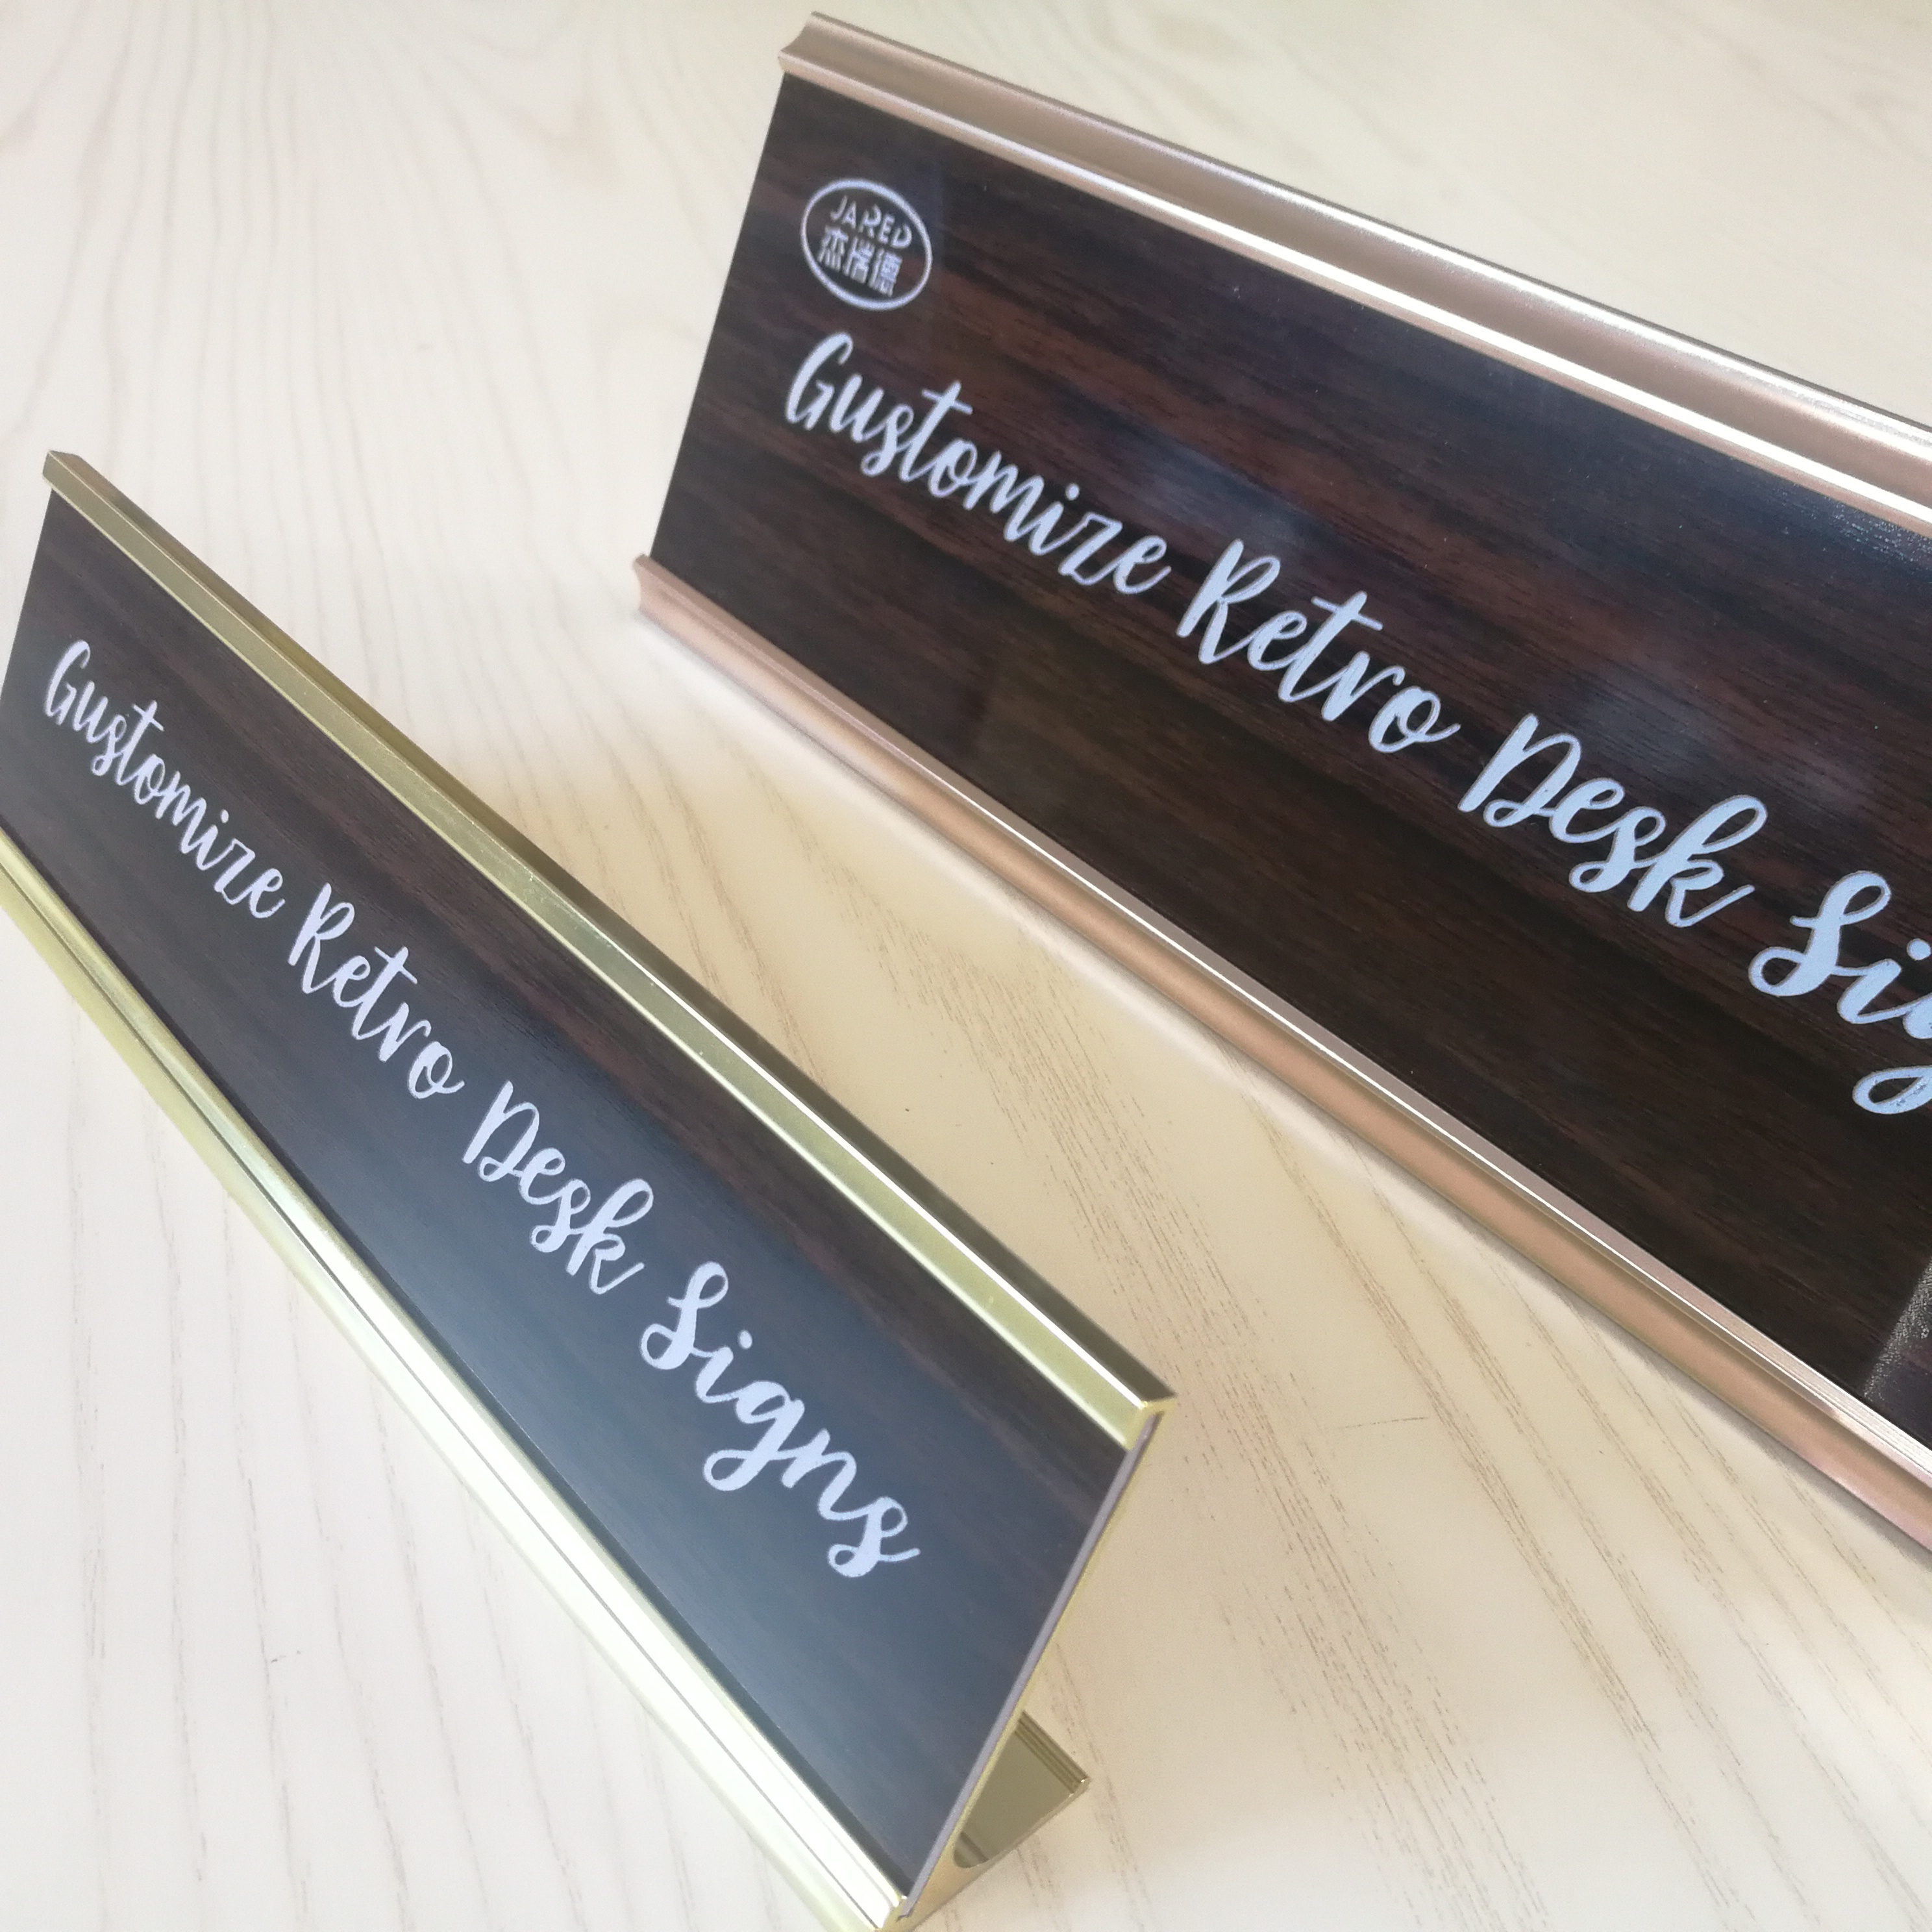 JARED
杰瑞德
Gustomize Retro Desk Sig
Gustomize Retro Desk Signs